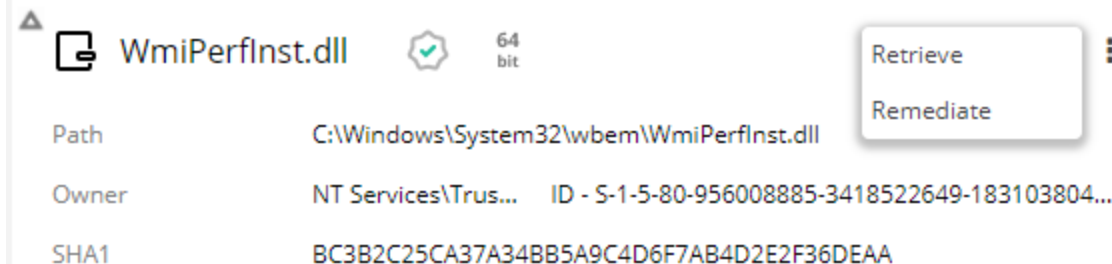 WmiPerfInst.dll 64 bit
Retrieve
Remediate
Path C:\Windows\System32\wbem\WmiPerfInst.dll
Owner NT Services\Trus... ID - S-1-5-80-956008885-3418522649-183103804...
SHA1 BC3B2C25CA37A34BB5A9C4D6F7AB4D2E2F36DEAA